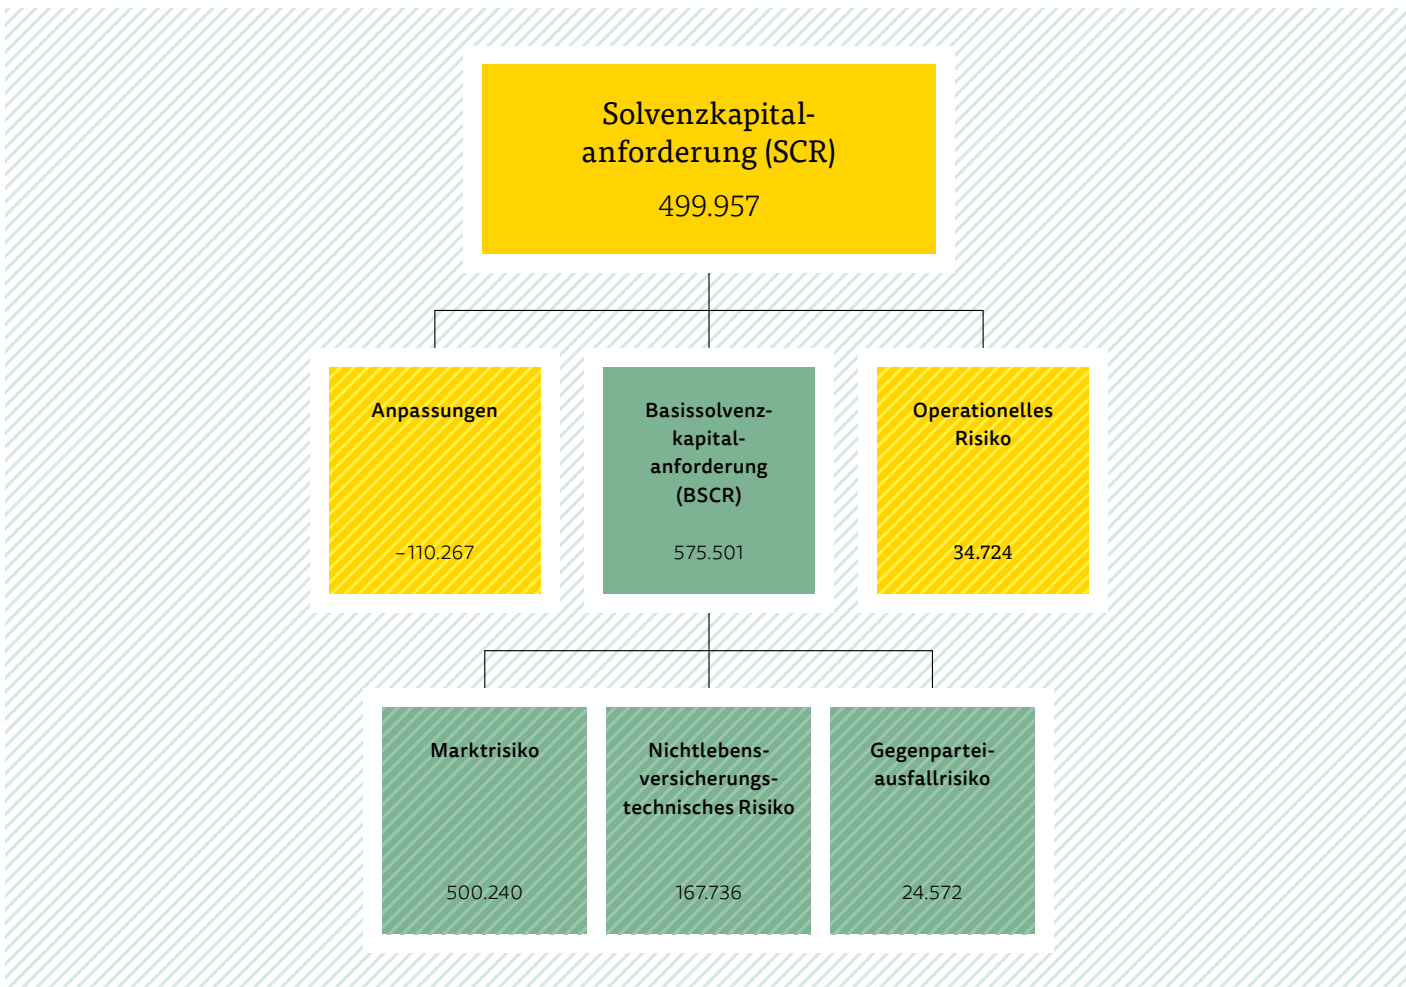 Solvenzkapital-
anforderung (SCR)
499.957
Anpassungen
–110.267
Basissolvenz-
kapital-
anforderung
(BSCR)
575.501
Operationelles
Risiko
34.724
Marktrisiko
500.240
Nichtlebens-
versicherungs-
technisches Risiko
167.736
Gegenpartei-
ausfallrisiko
24.572